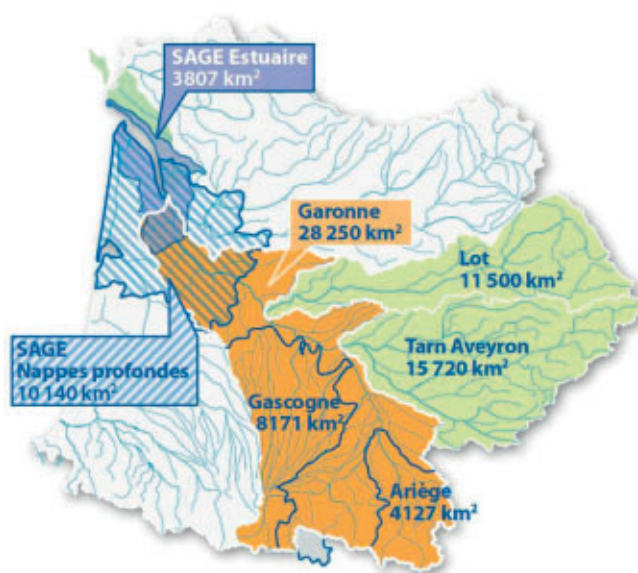 SAGE Estuaire
3807 km²
Garonne
28 250 km²
Lot
11 500 km²
SAGE
Nappes profondes
10 140 km²
Tarn Aveyron
15 720 km²
Gascogne
8171 km²
Ariège
4127 km²